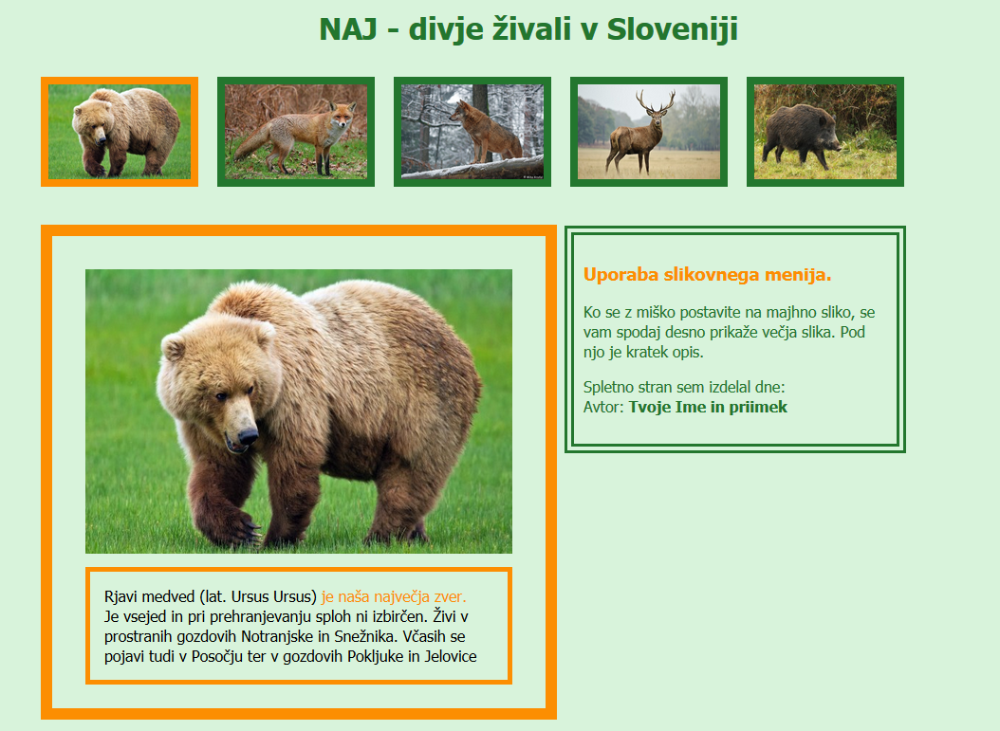 NAJ - divje živali v Sloveniji
Uporaba slikovnega menija.
Ko se z miško postavite na majhno sliko, se
vam spodaj desno prikaže večja slika. Pod
njo je kratek opis.
Spletno stran sem izdelal dne:
Avtor: Tvoje Ime in priimek
Rjavi medved (lat. Ursus Ursus) je naša največja zver.
Je vsejed in pri prehranjevanju sploh ni izbirčen. Živi v
prostranih gozdovih Notranjske in Snežnika. Včasih se
pojavi tudi v Posočju ter v gozdovih Pokljuke in Jelovice